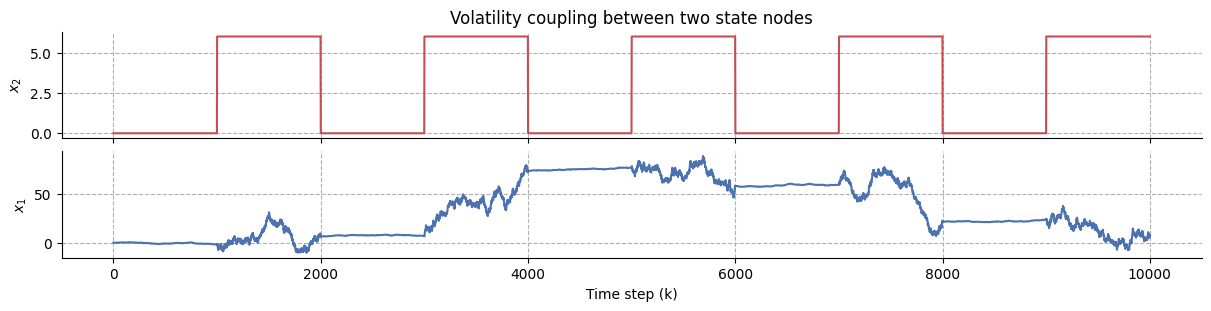 Volatility coupling between two state nodes
5.0
2.5
0.0
x₂
50
0
x₁
0 2000 4000 6000 8000 10000
Time step (k)